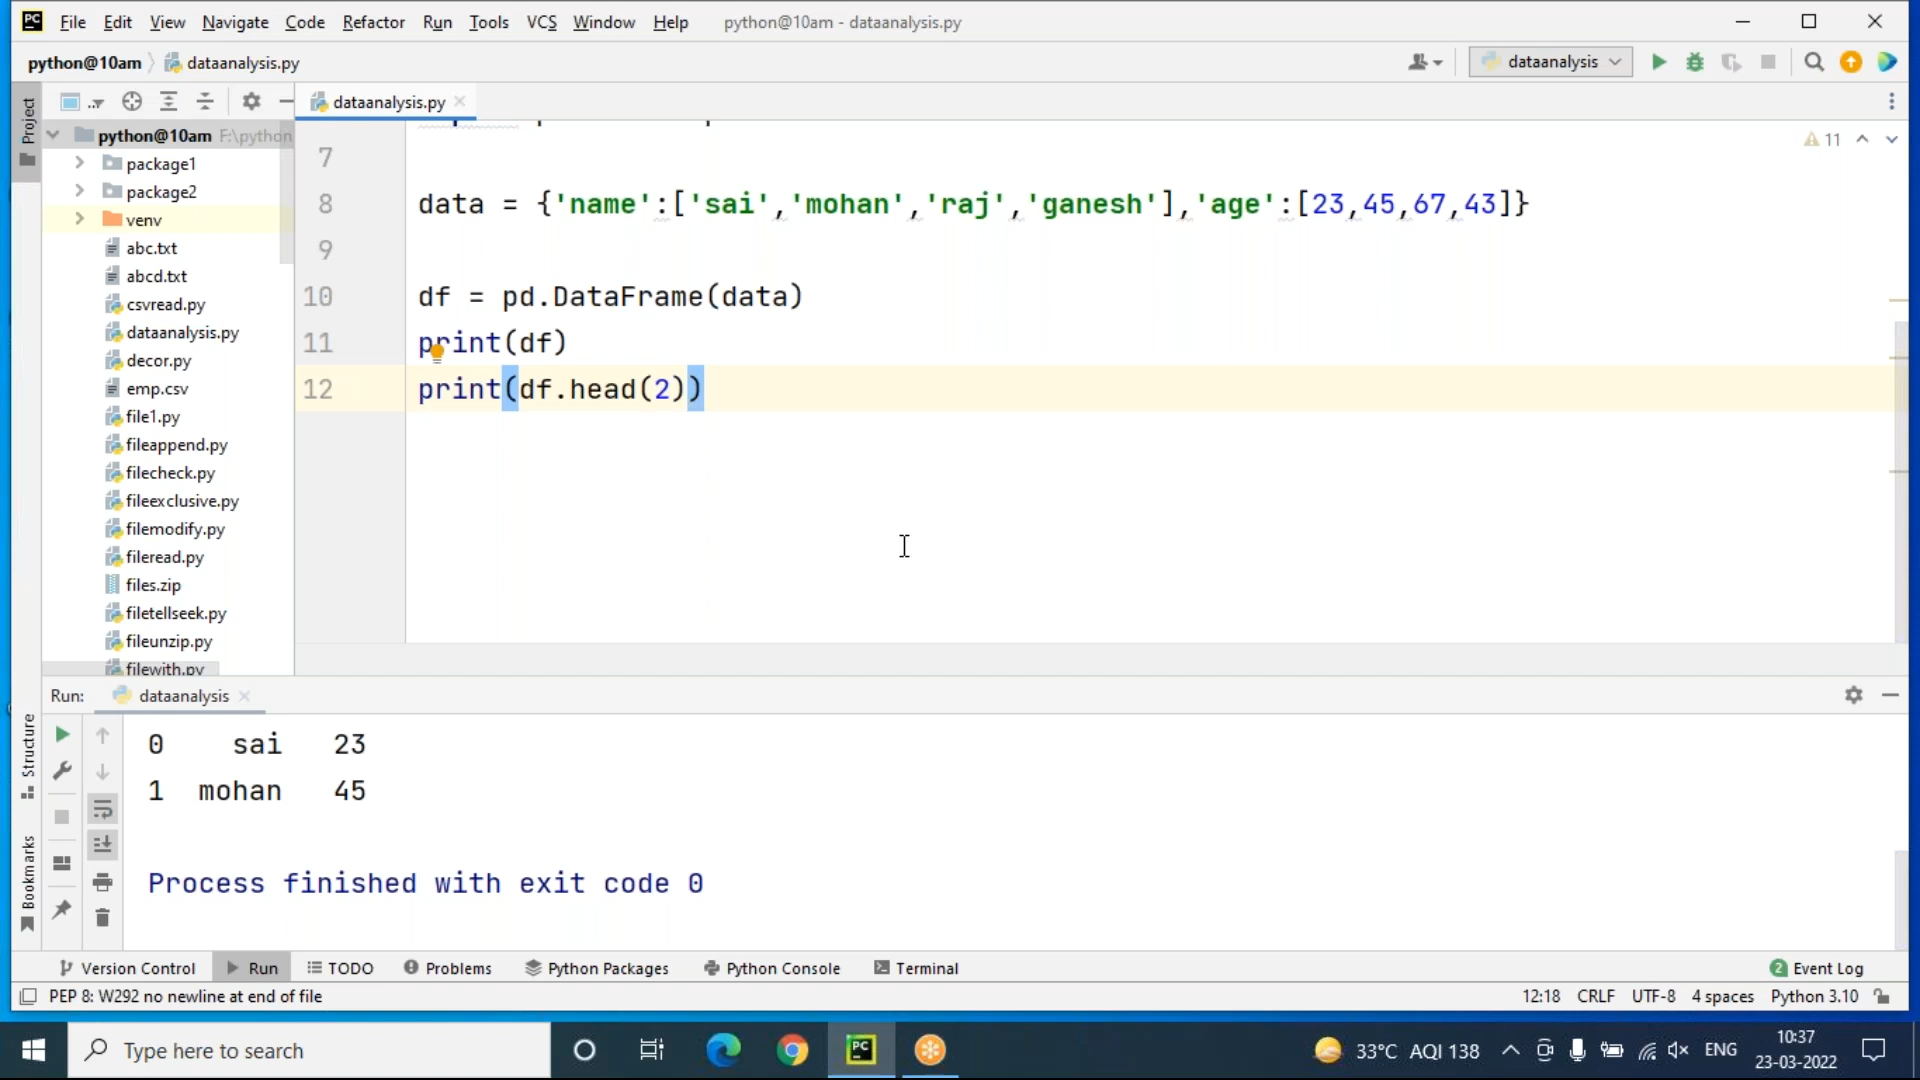 PC File Edit View Navigate Code Refactor Run Tools VCS Window Help python@10am - dataanalysis.py
python@10am dataanalysis.py dataanalysis
Project dataanalysis.py
python@10am F:\python
package1
package2
venv
abc.txt
abcd.txt
csvread.py
dataanalysis.py
decor.py
emp.csv
file1.py
fileappend.py
filecheck.py
fileexclusive.py
filemodify.py
fileread.py
files.zip
filetellseek.py
fileunzip.py
filewith.py
11
7
8 data = {'name':['sai','mohan','raj','ganesh'],'age':[23,45,67,43]}
9
10 df = pd.DataFrame(data)
11 print(df)
12 print(df.head(2))
Run: dataanalysis
Structure
Bookmarks
0 sai 23
1 mohan 45
Process finished with exit code 0
Version Control Run TODO Problems Python Packages Python Console Terminal 2 Event Log
PEP 8: W292 no newline at end of file 12:18 CRLF UTF-8 4 spaces Python 3.10
Type here to search PC 33°C AQI 138 ENG 10:37
23-03-2022